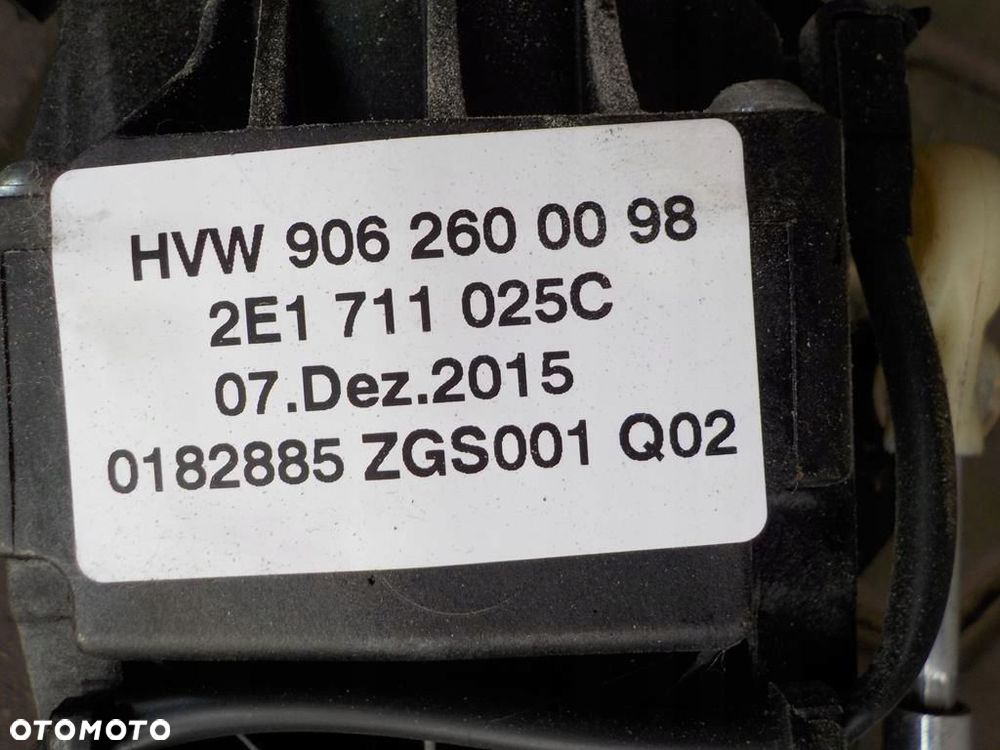 HVW 906 260 00 98
2E1 711 025C
07.Dez.2015
0182885 ZGS001 Q02
OTOMOTO